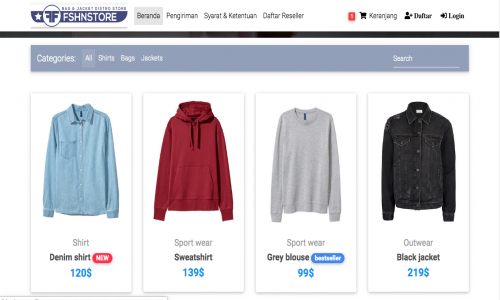 BAG & JACKET DISTRO STORE
FSHNSTORE
Beranda Pengiriman Syarat & Ketentuan Daftar Reseller 1 Keranjang Daftar Login
Categories: All Shirts Bags Jackets Search
Shirt
Denim shirt NEW
120$
Sport wear
Sweatshirt
139$
Sport wear
Grey blouse bestseller
99$
Outwear
Black jacket
219$